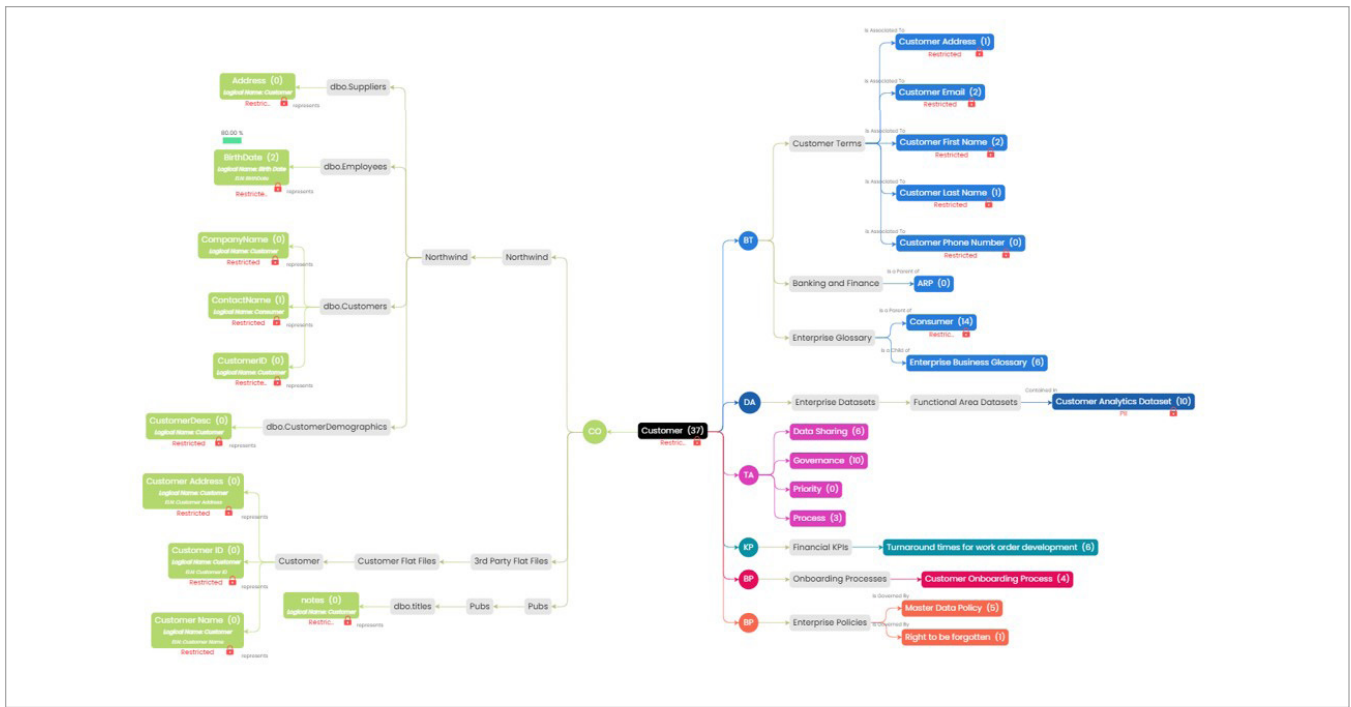 Address (0)
Logical Name: Customer
Restric..
represents
dbo.Suppliers
80.00 %
BirthDate (2)
Logical Name: Birth Date
Restricte..
represents
dbo.Employees
CompanyName (0)
Logical Name: Customer
Restricted
represents
ContactName (1)
Logical Name: Consumer
Restricted
represents
CustomerID (0)
Logical Name: Customer
Restricte..
represents
dbo.Customers
CustomerDesc (0)
Logical Name: Customer
Restricted
represents
dbo.CustomerDemographics
Northwind
Northwind
Customer Address (0)
Logical Name: Customer
Customer Address
Restricted
represents
Customer ID (0)
Logical Name: Customer
Customer ID
Restricted
represents
Customer Name (0)
Logical Name: Customer
Customer Name
Restricted
represents
Customer
Customer Flat Files
3rd Party Flat Files
notes (0)
Logical Name: Customer
Restric..
represents
dbo.titles
Pubs
Pubs
CO
Customer (37)
Restric..
BT
Customer Terms
Is Associated To
Customer Address (1)
Restricted
Is Associated To
Customer Email (2)
Restricted
Is Associated To
Customer First Name (2)
Restricted
Is Associated To
Customer Last Name (1)
Restricted
Is Associated To
Customer Phone Number (0)
Restricted
Banking and Finance
Is a Parent of
ARP (0)
Enterprise Glossary
Is a Parent of
Consumer (14)
Restric..
Is a Child of
Enterprise Business Glossary (6)
DA
Enterprise Datasets
Functional Area Datasets
Contained In
Customer Analytics Dataset (10)
PII
TA
Data Sharing (6)
Governance (10)
Priority (0)
Process (3)
KP
Financial KPIs
Turnaround times for work order development (6)
BP
Onboarding Processes
Customer Onboarding Process (4)
BP
Enterprise Policies
Is Governed By
Master Data Policy (5)
Is Governed By
Right to be forgotten (1)